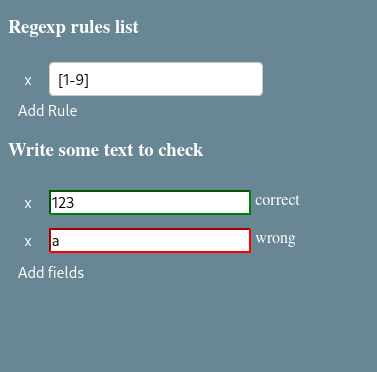 Regexp rules list
x [1-9]
Add Rule
Write some text to check
x 123 correct
x a wrong
Add fields